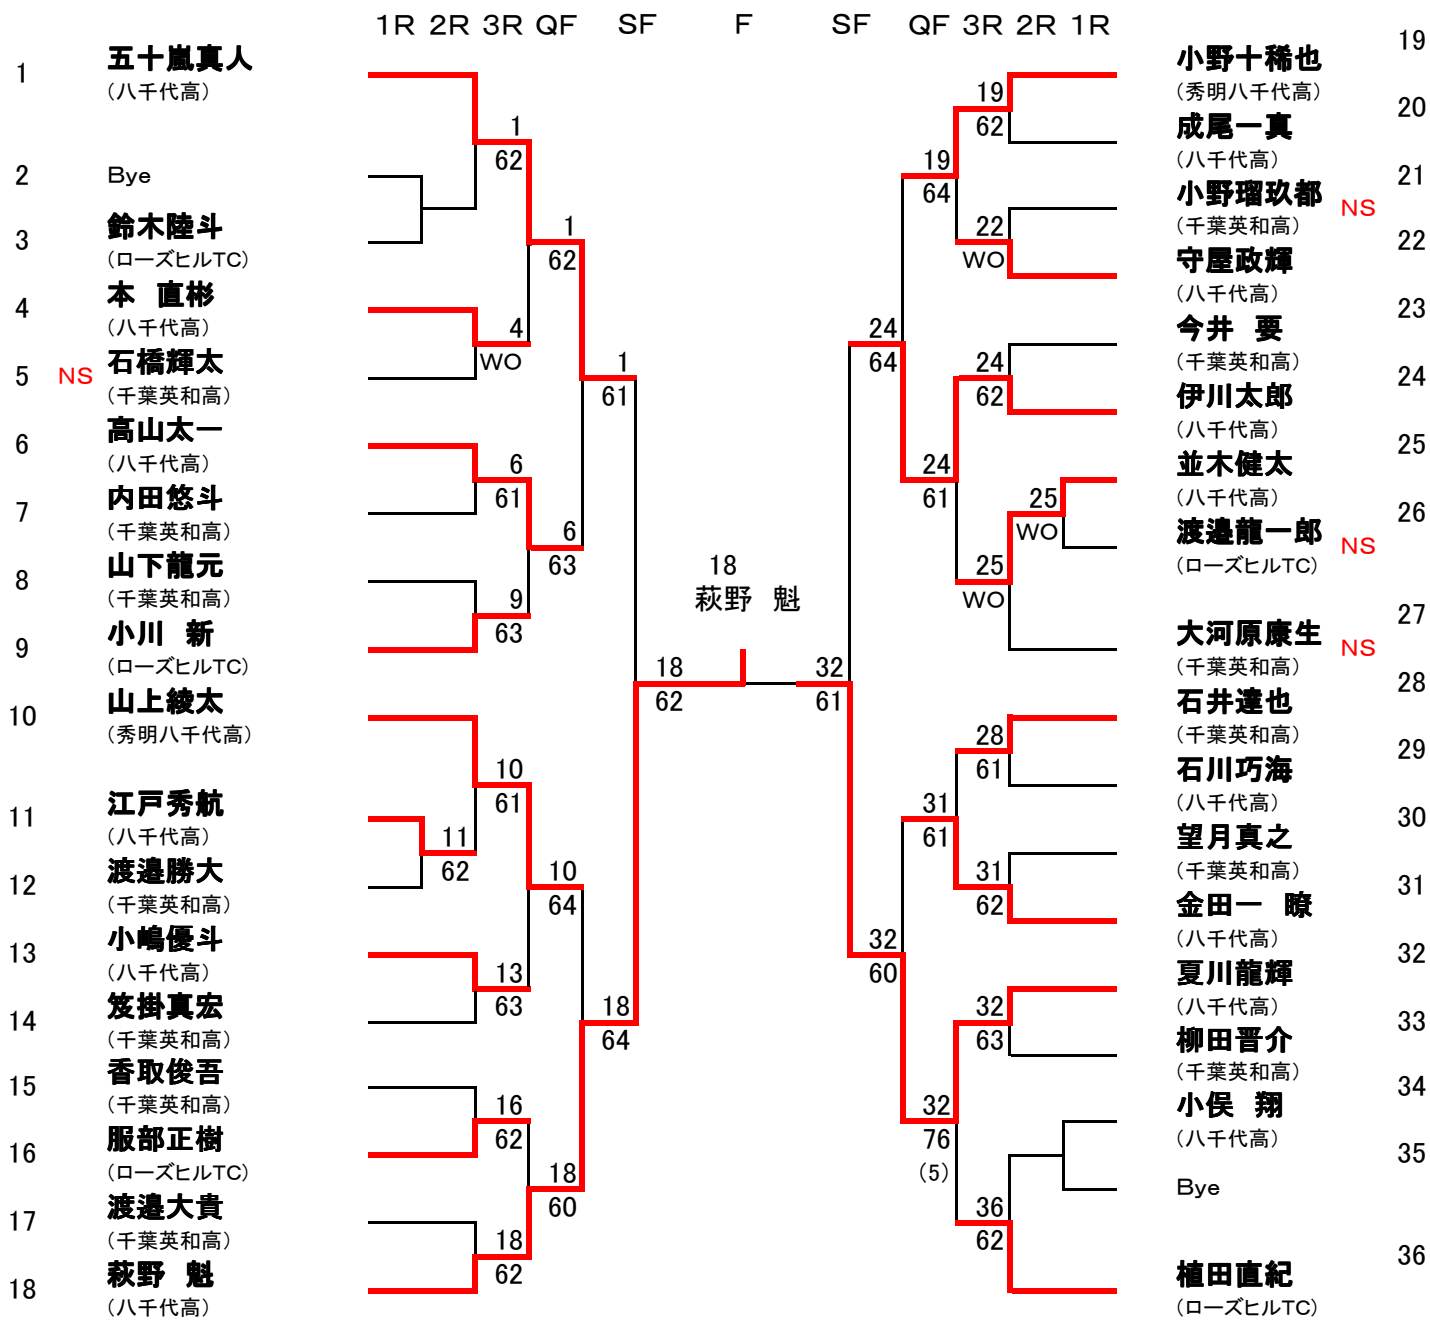 1R 2R 3R QF SF F SF QF 3R 2R 1R
1 五十嵐真人
(八千代高)
2 Bye
3 鈴木陸斗
(ローズヒルTC)
4 本 直彬
(八千代高)
5 NS 石橋輝太
(千葉英和高)
6 高山太一
(八千代高)
7 内田悠斗
(千葉英和高)
8 山下龍元
(千葉英和高)
9 小川 新
(ローズヒルTC)
10 山上綾太
(秀明八千代高)
11 江戸秀航
(八千代高)
12 渡邉勝大
(千葉英和高)
13 小嶋優斗
(八千代高)
14 笈掛真宏
(千葉英和高)
15 香取俊吾
(千葉英和高)
16 服部正樹
(ローズヒルTC)
17 渡邉大貴
(千葉英和高)
18 萩野 魁
(八千代高)
11
62
1
62
4
WO
6
61
9
63
10
61
13
63
16
62
18
62
1
62
6
63
10
64
18
60
1
61
18
64
18
62
18
萩野 魁
32
61
24
64
32
60
19
64
24
61
31
61
32
76
(5)
19
62
22
WO
24
62
25
WO
28
61
31
62
32
63
36
62
25
WO
小野十稀也 19
(秀明八千代高)
成尾一真 20
(八千代高)
小野瑠玖都 NS 21
(千葉英和高)
守屋政輝 22
(八千代高)
今井 要 23
(千葉英和高)
伊川太郎 24
(八千代高)
並木健太 25
(八千代高)
渡邉龍一郎 NS 26
(ローズヒルTC)
大河原康生 NS 27
(千葉英和高)
石井達也 28
(千葉英和高)
石川巧海 29
(八千代高)
望月真之 30
(千葉英和高)
金田一 瞭 31
(八千代高)
夏川龍輝 32
(八千代高)
柳田晋介 33
(千葉英和高)
小俣 翔 34
(八千代高)
Bye 35
植田直紀 36
(ローズヒルTC)